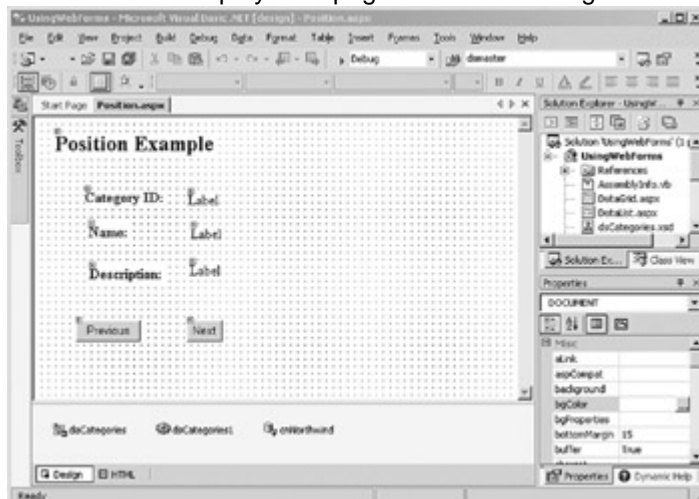 UsingWebForms - Microsoft Visual Basic .NET [design] - Position.aspx
File Edit View Project Build Debug Data Format Table Insert Frames Tools Window Help
Debug damaster
B I U
Start Page Position.aspx
Toolbox
Position Example
Category ID: Label
Name: Label
Description: Label
Previous Next
daCategories dsCategories1 cnNorthwind
Design HTML
Ready
Solution Explorer - UsingW...
Solution 'UsingWebForms' (1
UsingWebForms
References
AssemblyInfo.vb
DataGrid.aspx
DataList.aspx
dsCategories.xsd
Solution Ex... Class View
Properties
DOCUMENT
Misc
aLink
aspCompat
background
bgColor
bgProperties
bottomMargin 15
buffer True
Properties Dynamic Help